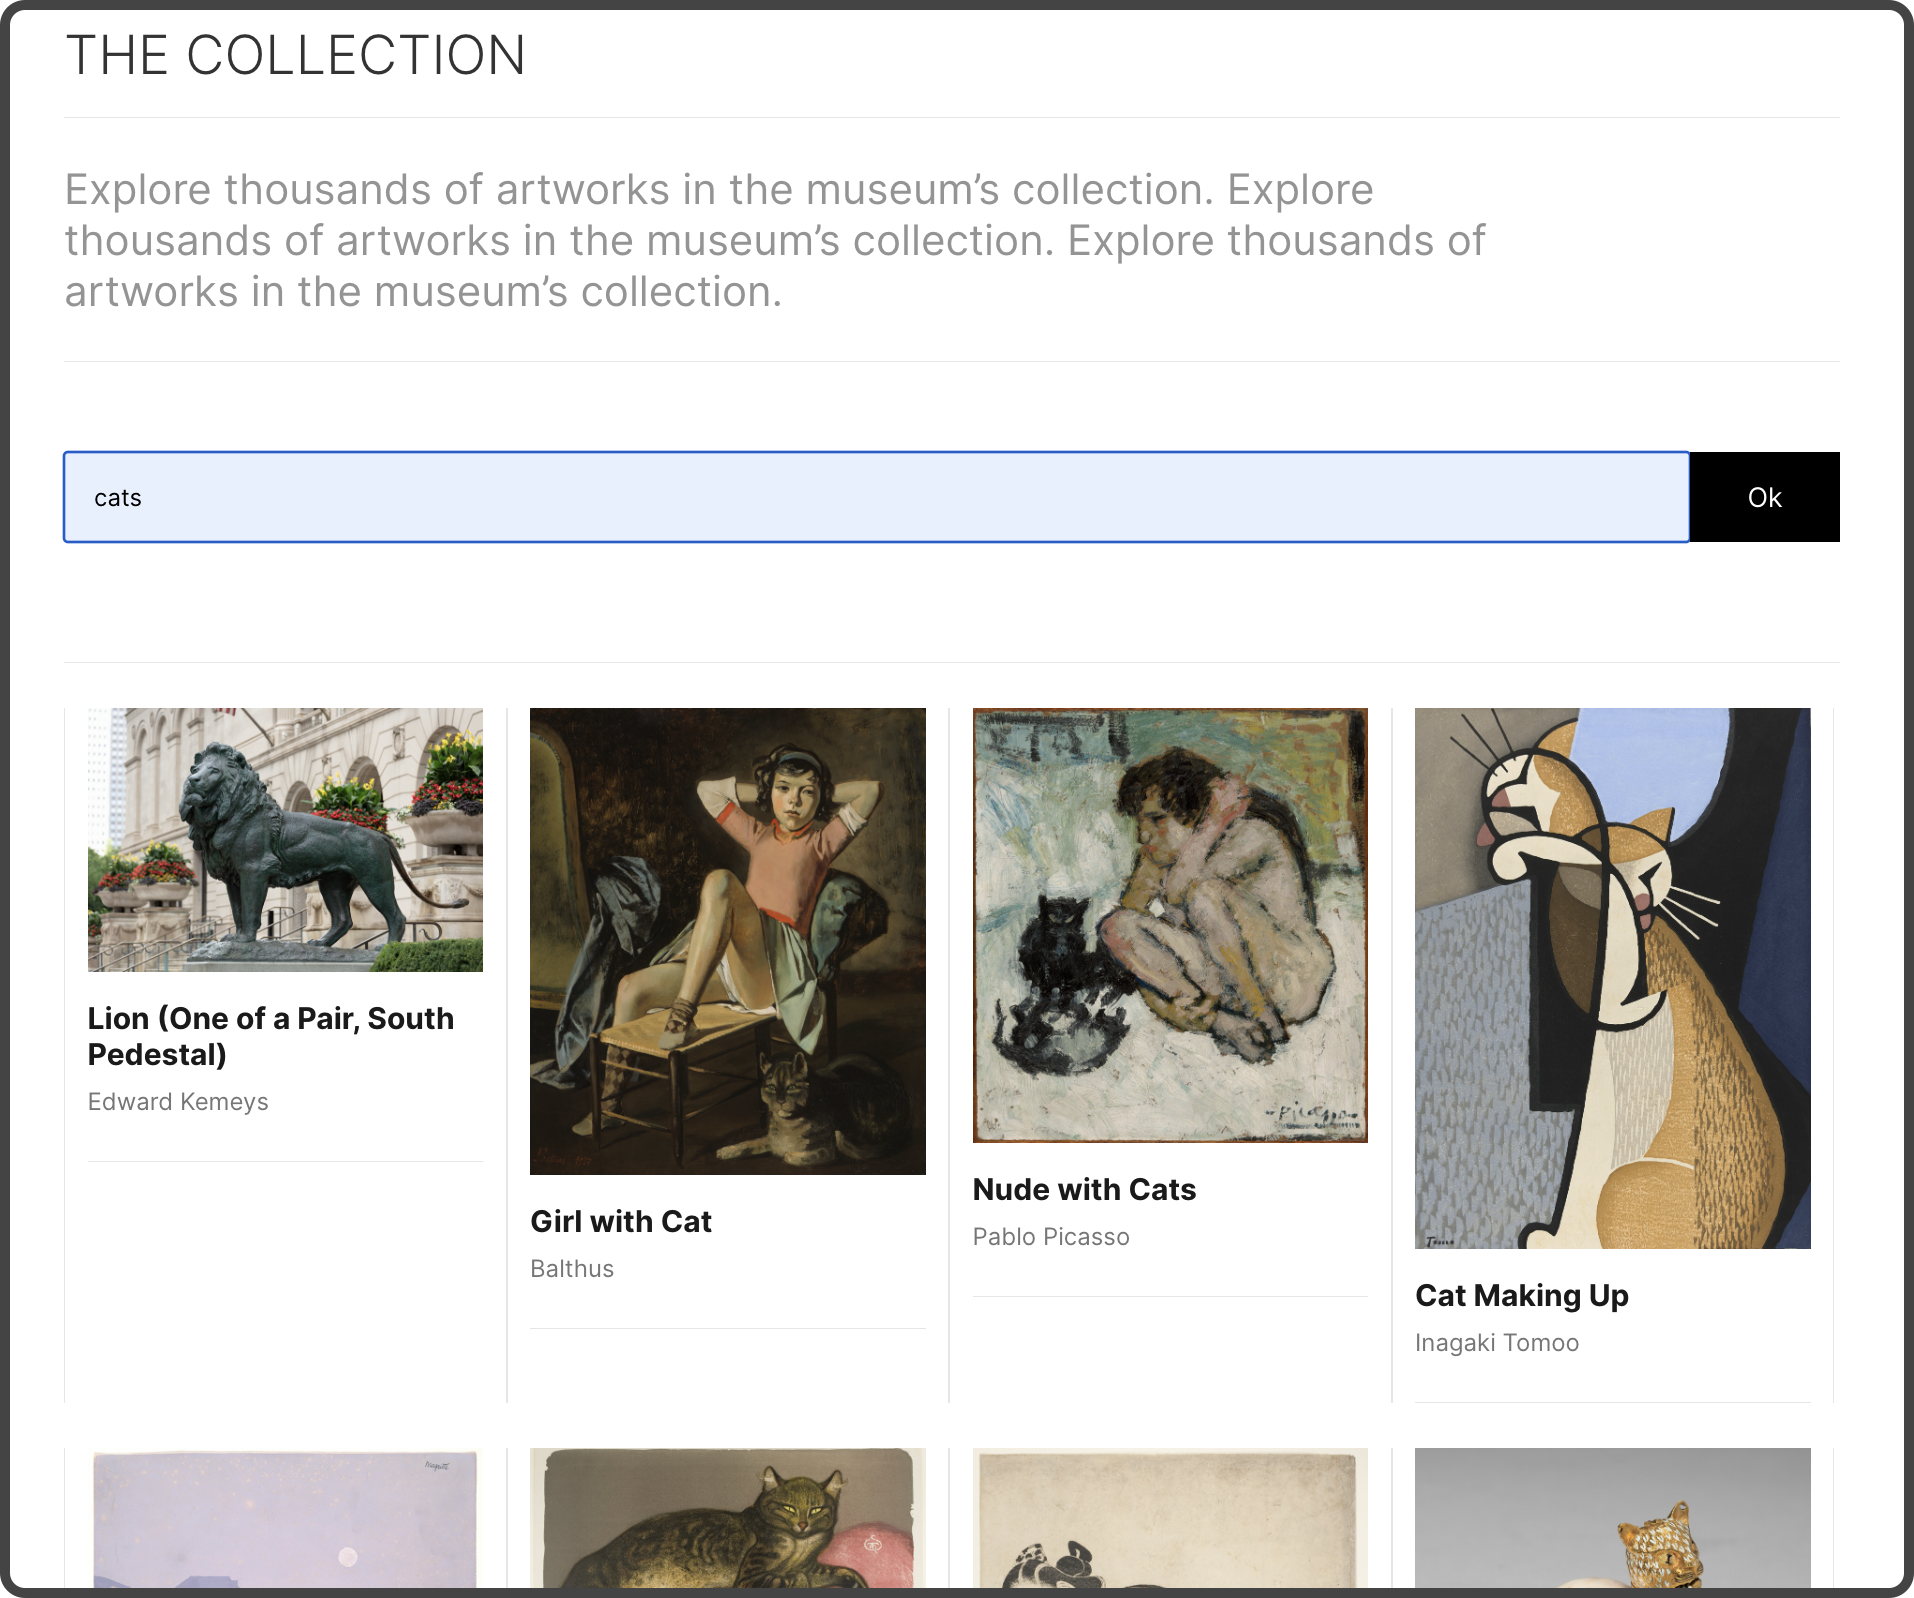 THE COLLECTION
Explore thousands of artworks in the museum’s collection. Explore
thousands of artworks in the museum’s collection. Explore thousands of
artworks in the museum’s collection.
cats
Ok
Lion (One of a Pair, South
Pedestal)
Edward Kemeys
Girl with Cat
Balthus
Picasso
Nude with Cats
Pablo Picasso
Cat Making Up
Inagaki Tomoo